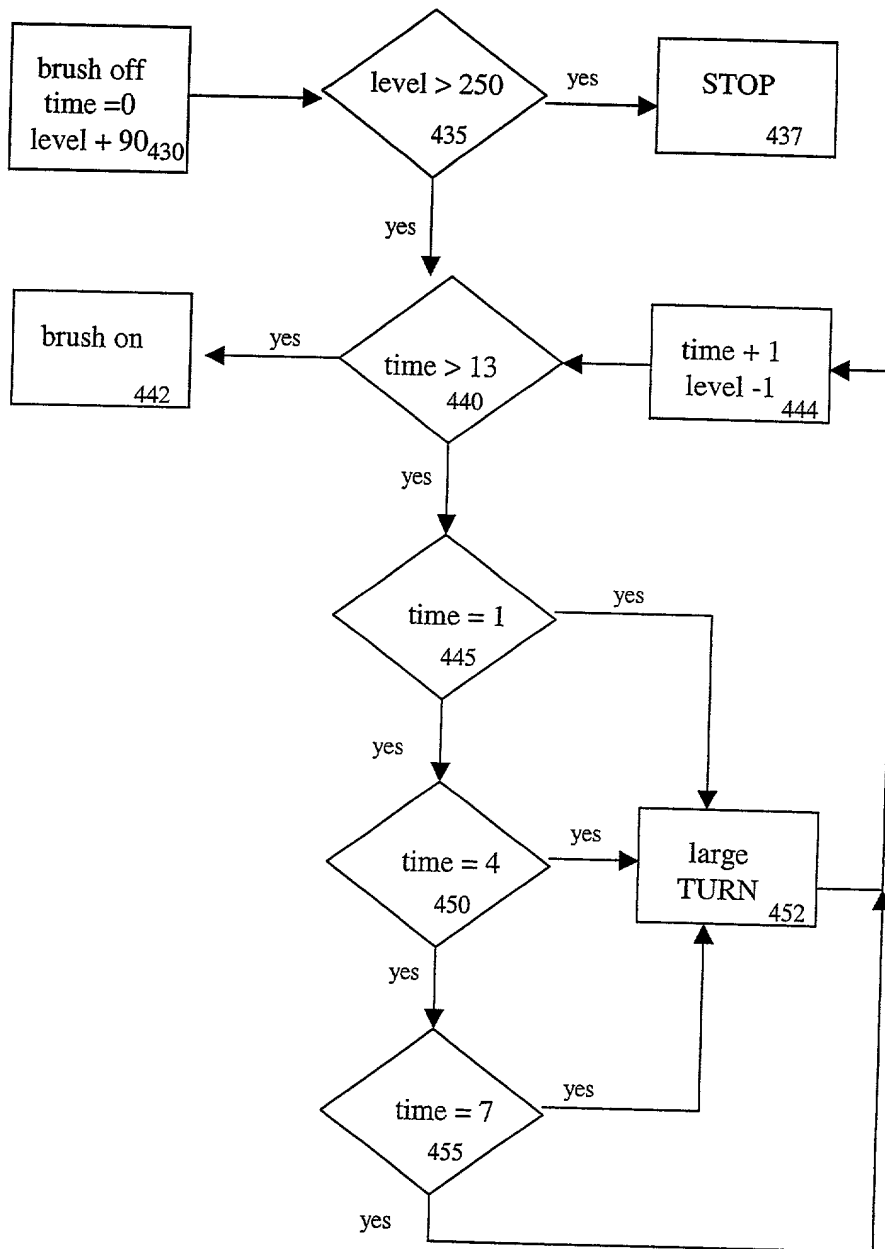 brush off
time =0
level + 90
430
level > 250
435
yes
STOP
437
yes
brush on
442
yes
time > 13
440
time + 1
level -1
444
yes
time = 1
445
yes
yes
time = 4
450
yes
large
TURN
452
yes
time = 7
455
yes
yes